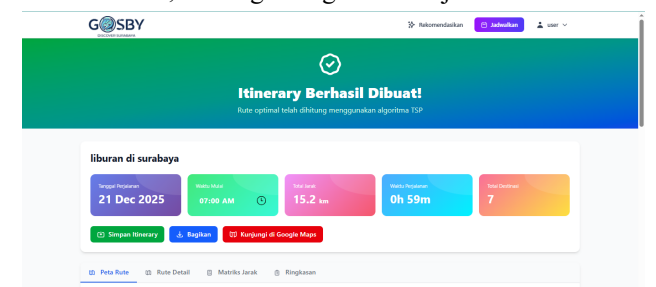 GOSBY
DISCOVER SURABAYA
Rekomendasikan
Jadwalkan
user
Itinerary Berhasil Dibuat!
Rute optimal telah dihitung menggunakan algoritma TSP
liburan di surabaya
Tanggal Perjalanan
21 Dec 2025
Waktu Mulai
07:00 AM
Total Jarak
15.2 km
Waktu Perjalanan
0h 59m
Total Destinasi
7
Simpan Itinerary
Bagikan
Kunjungi di Google Maps
Peta Rute
Rute Detail
Matriks Jarak
Ringkasan